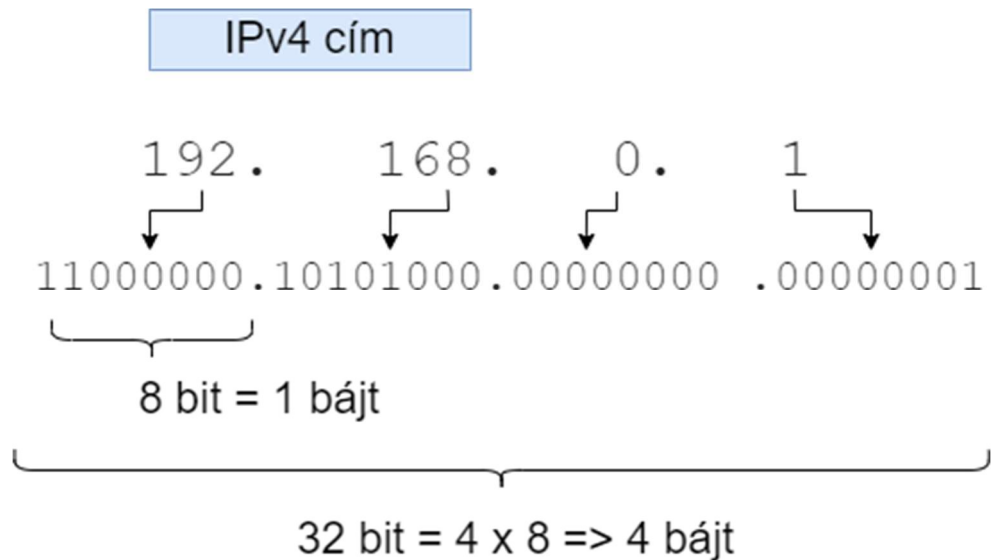 IPv4 cím
192. 168. 0. 1
11000000.10101000.00000000 .00000001
8 bit = 1 bájt
32 bit = 4 x 8 => 4 bájt